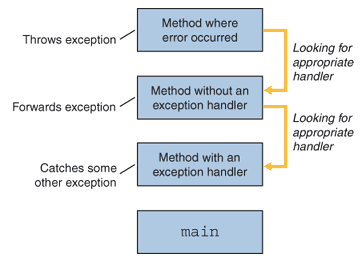 Method where
error occurred
Throws exception
Looking for
appropriate
handler
Method without an
exception handler
Forwards exception
Looking for
appropriate
handler
Method with an
exception handler
Catches some
other exception
main